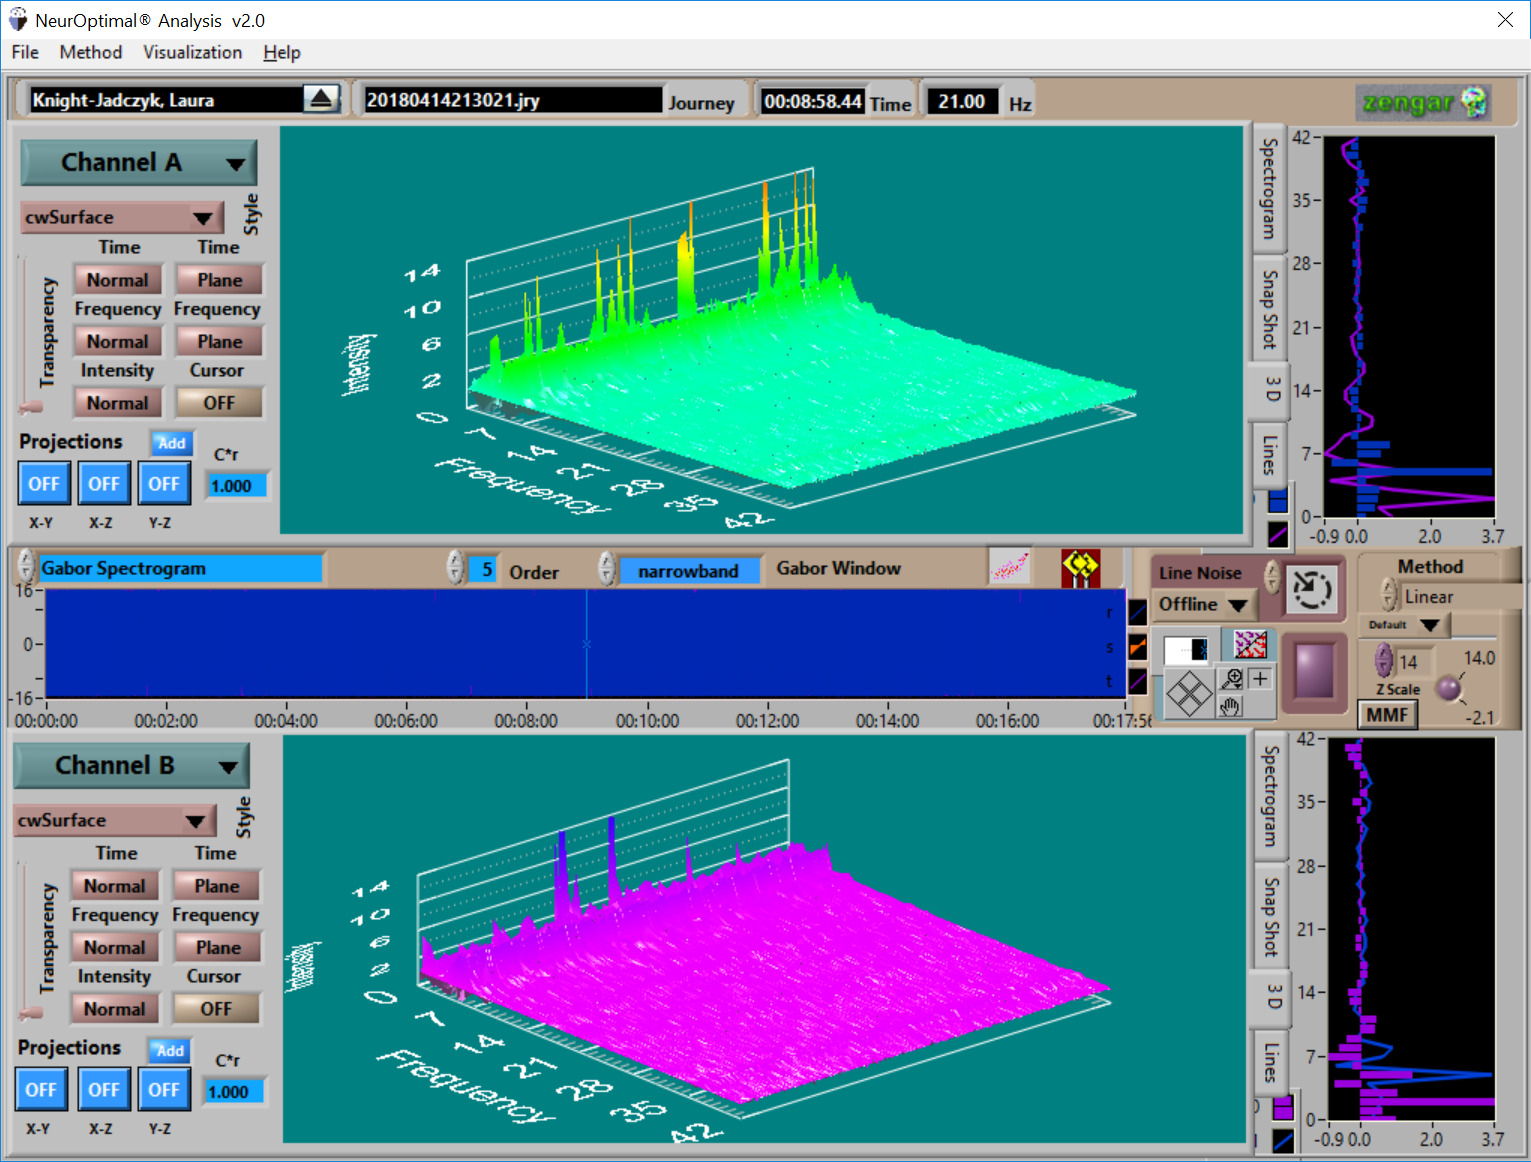 NeurOptimal® Analysis v2.0
File Method Visualization Help
Knight-Jadczyk, Laura 20180414213021.jry Journey 00:08:58.44 Time 21.00 Hz zengar
Channel A
cwSurface
Style
Time Time
Normal Plane
Frequency Frequency
Normal Plane
Intensity Cursor
Normal OFF
Transparency
Projections Add C*r
OFF OFF OFF 1.000
X-Y X-Z Y-Z
14
10
6
2
0
Intensity
7
14
21
28
35
42
Frequency
Spectrogram
Snap Shot
3 D
Lines
42
35
28
21
14
7
0
-0.9 0.0 2.0 3.7
Gabor Spectrogram 5 Order narrowband Gabor Window
16
0
-16
r
s
t
00:00:00 00:02:00 00:04:00 00:06:00 00:08:00 00:10:00 00:12:00 00:14:00 00:16:00 00:17:56
Line Noise
Offline
Method
Linear
Default
14 14.0
Z Scale
MMF -2.1
Channel B
cwSurface
Style
Time Time
Normal Plane
Frequency Frequency
Normal Plane
Intensity Cursor
Normal OFF
Transparency
Projections Add C*r
OFF OFF OFF 1.000
X-Y X-Z Y-Z
14
10
6
2
0
Intensity
7
14
21
28
35
42
Frequency
Spectrogram
Snap Shot
3 D
Lines
42
35
28
21
14
7
0
-0.9 0.0 2.0 3.7